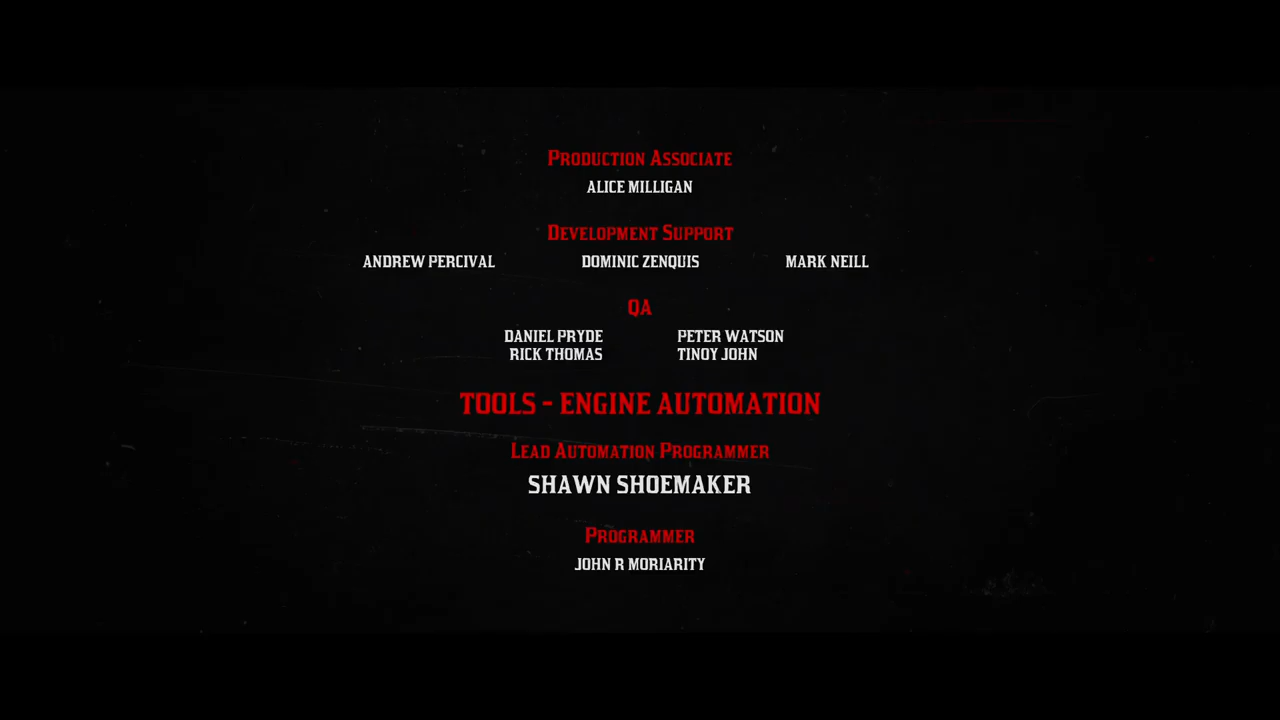 Production Associate
ALICE MILLIGAN
Development Support
ANDREW PERCIVAL DOMINIC ZENQUIS MARK NEILL
QA
DANIEL PRYDE PETER WATSON
RICK THOMAS TINOY JOHN
TOOLS - ENGINE AUTOMATION
Lead Automation Programmer
SHAWN SHOEMAKER
Programmer
JOHN R MORIARITY